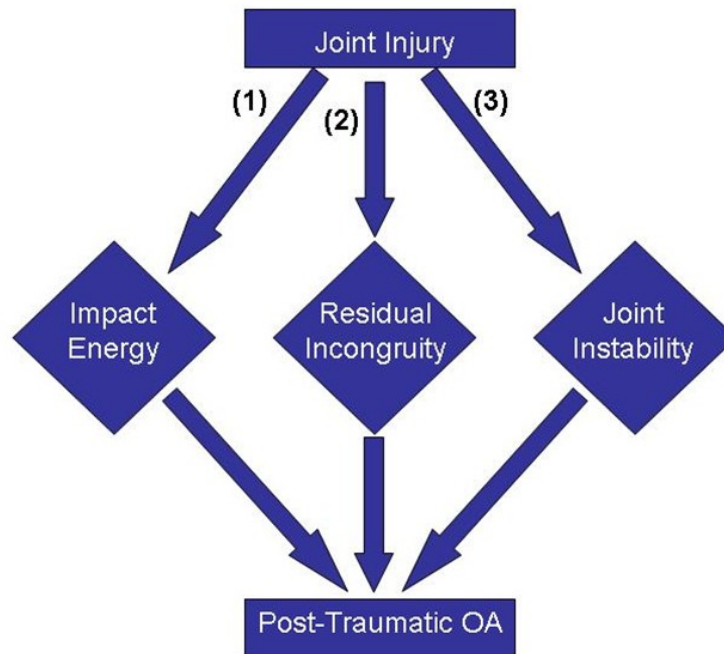 Joint Injury
(1)
(2)
(3)
Impact
Energy
Residual
Incongruity
Joint
Instability
Post-Traumatic OA